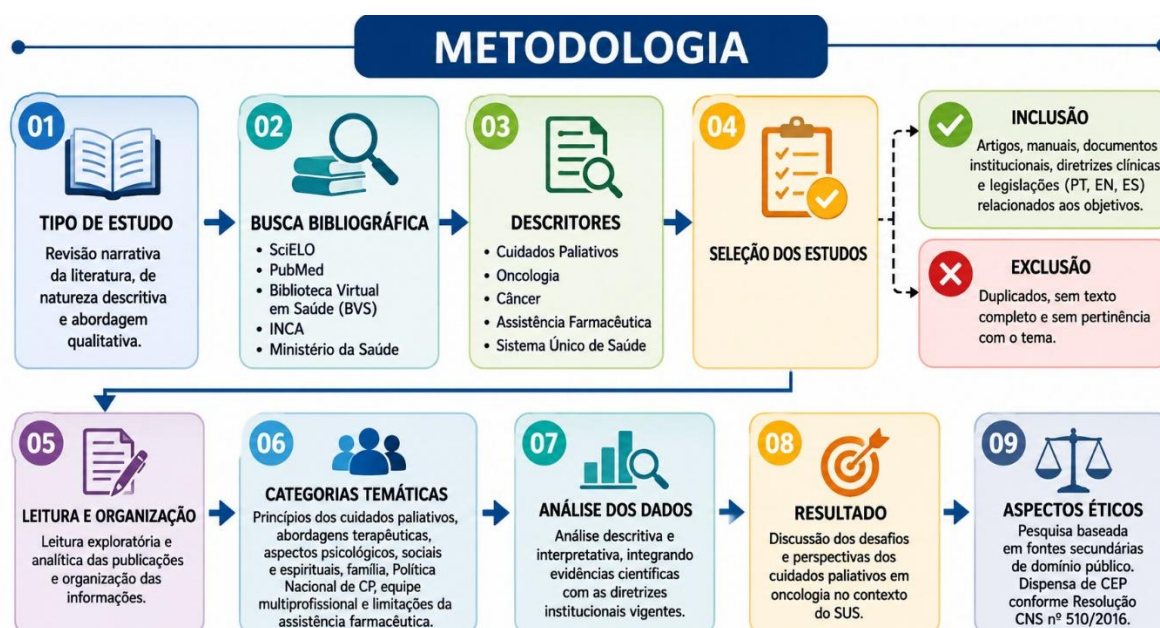 METODOLOGIA
01
TIPO DE ESTUDO
Revisão narrativa
da literatura, de
natureza descritiva
e abordagem
qualitativa.
02
BUSCA BIBLIOGRÁFICA
• SciELO
• PubMed
• Biblioteca Virtual
em Saúde (BVS)
• INCA
• Ministério da Saúde
03
DESCRITORES
• Cuidados Paliativos
• Oncologia
• Câncer
• Assistência Farmacêutica
• Sistema Único de Saúde
04
SELEÇÃO DOS ESTUDOS
INCLUSÃO
Artigos, manuais, documentos
institucionais, diretrizes clínicas
e legislações (PT, EN, ES)
relacionados aos objetivos.
EXCLUSÃO
Duplicados, sem texto
completo e sem pertinência
com o tema.
05
LEITURA E ORGANIZAÇÃO
Leitura exploratória e
analítica das publicações
e organização das
informações.
06
CATEGORIAS TEMÁTICAS
Princípios dos cuidados paliativos,
abordagens terapêuticas,
aspectos psicológicos, sociais
e espirituais, família, Política
Nacional de CP, equipe
multiprofissional e limitações da
assistência farmacêutica.
07
ANÁLISE DOS DADOS
Análise descritiva e
interpretativa, integrando
evidências científicas
com as diretrizes
institucionais vigentes.
08
RESULTADO
Discussão dos desafios
e perspectivas dos
cuidados paliativos em
oncologia no contexto
do SUS.
09
ASPECTOS ÉTICOS
Pesquisa baseada
em fontes secundárias
de domínio público.
Dispensa de CEP
conforme Resolução
CNS nº 510/2016.